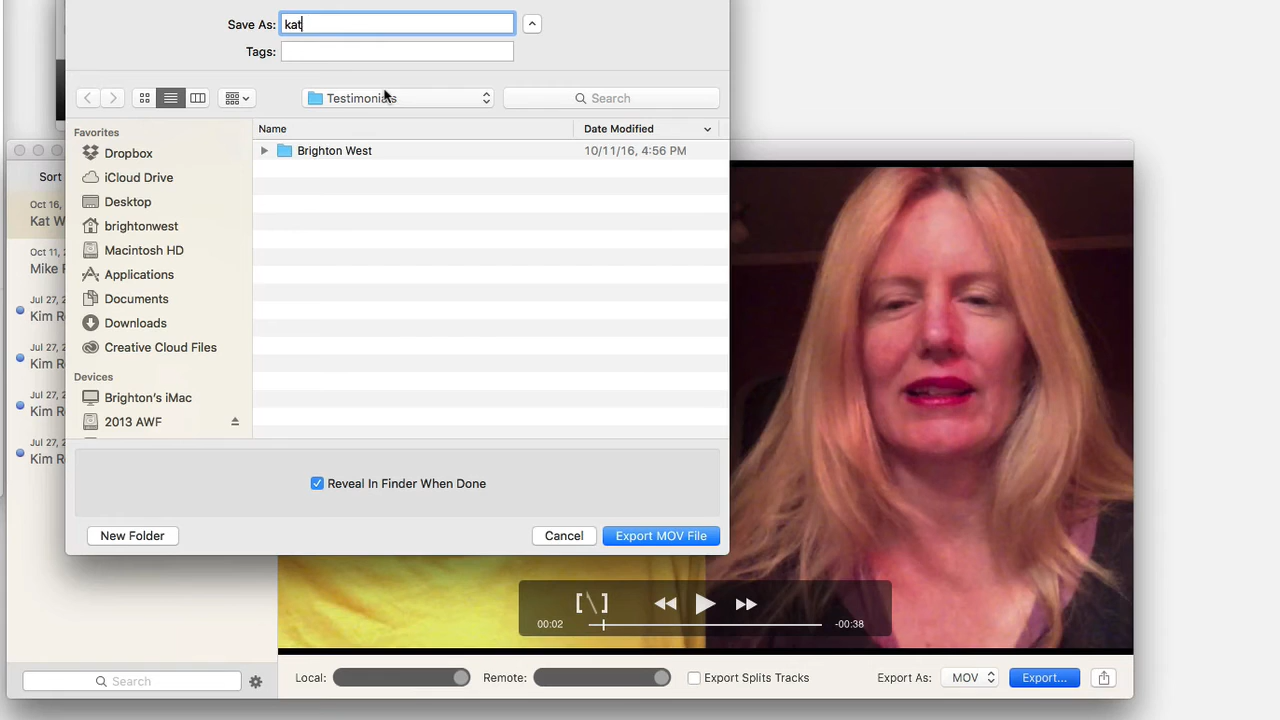 Save As: kat
Tags:
Testimonials
Search
Favorites
Dropbox
iCloud Drive
Desktop
brightonwest
Macintosh HD
Applications
Documents
Downloads
Creative Cloud Files
Devices
Brighton's iMac
2013 AWF
Name Date Modified
Brighton West 10/11/16, 4:56 PM
Reveal In Finder When Done
New Folder Cancel Export MOV File
Sort
Oct 16,
Kat W
Oct 11,
Mike
Jul 27, 2
Kim
Jul 27,
Kim
Jul 27,
Kim
Jul 27,
Kim
Search
00:02 -00:38
Local: Remote: Export Splits Tracks Export As: MOV Export...